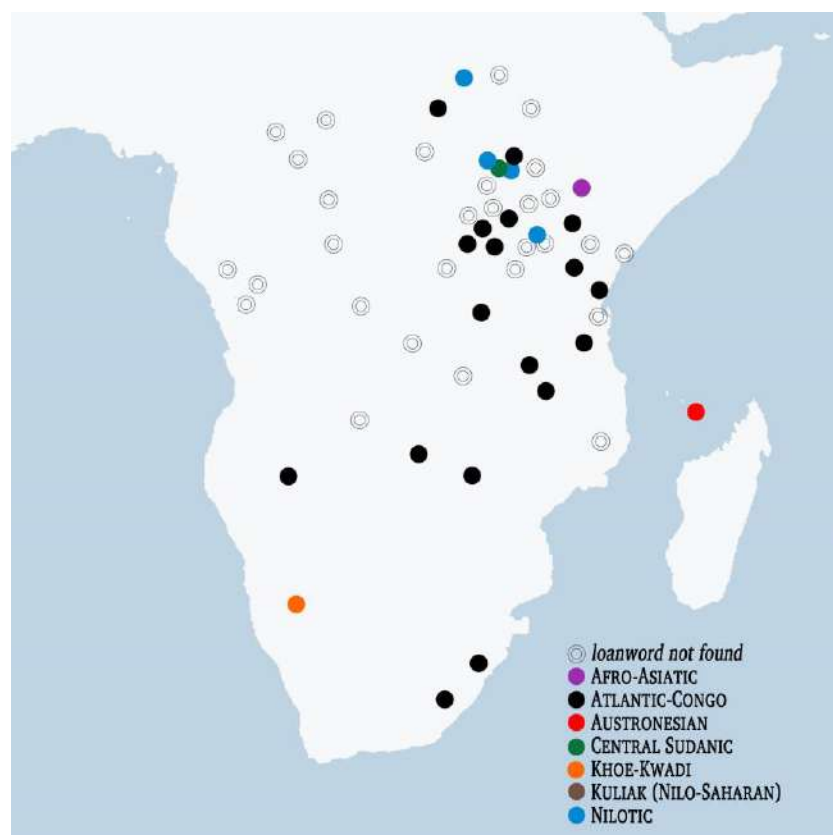 loanword not found
AFRO-ASIATIC
ATLANTIC-CONGO
AUSTRONESIAN
CENTRAL SUDANIC
KHOE-KWADI
KULIAK (NILO-SAHARAN)
NILOTIC